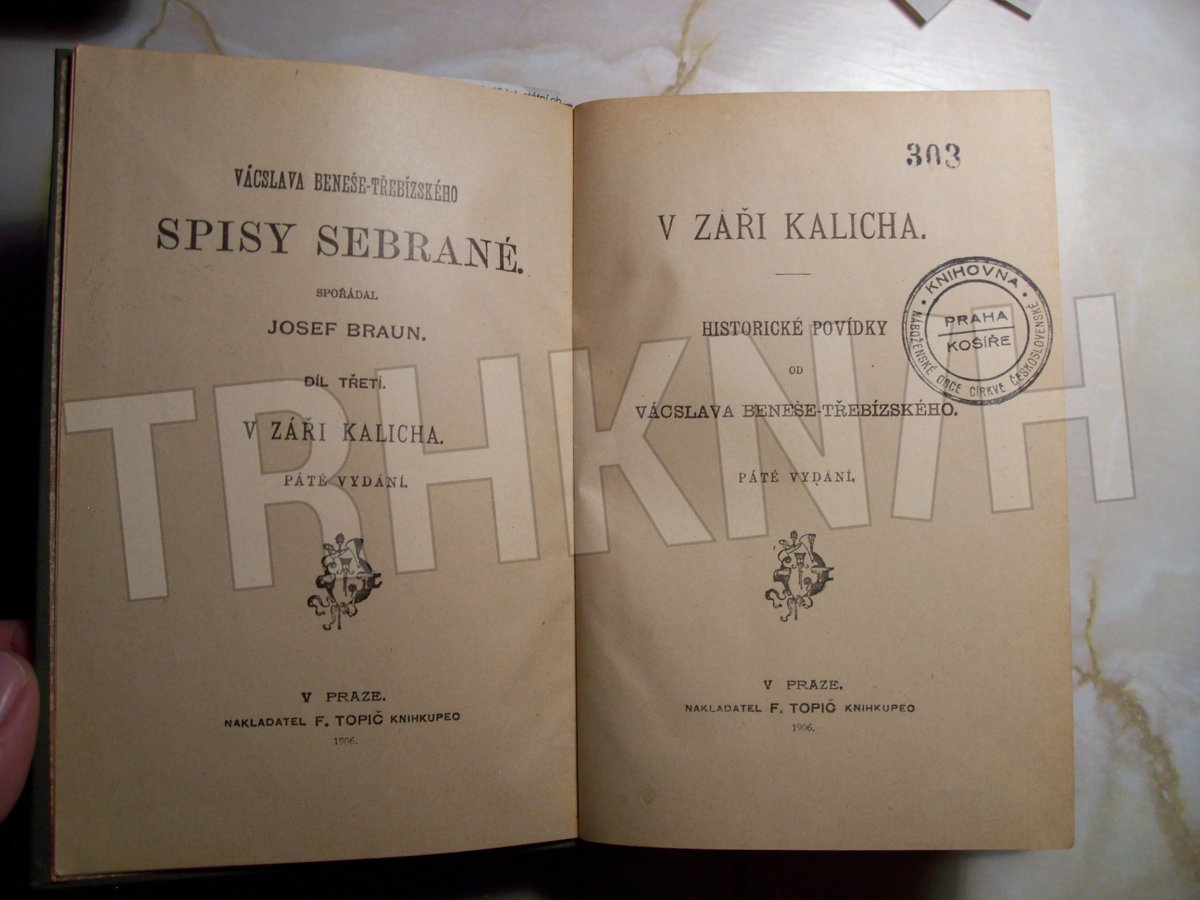 VÁCSLAVA BENEŠE-TŘEBÍZSKÉHO
SPISY SEBRANÉ.
SPOŘÁDAL
JOSEF BRAUN.
DÍL TŘETÍ.
V ZÁŘI KALICHA.
PÁTÉ VYDÁNÍ.
V PRAZE.
NAKLADATEL F. TOPIČ KNIHKUPEC
1906.
303
V ZÁŘI KALICHA.
HISTORICKÉ POVÍDKY
OD
VÁCSLAVA BENEŠE-TŘEBÍZSKÉHO.
PÁTÉ VYDÁNÍ.
V PRAZE.
NAKLADATEL F. TOPIČ KNIHKUPEC
1906.
KNIHOVNA
NÁBOŽENSKÉ OBCE CÍRKVE ČESKOSLOVENSKÉ
PRAHA
KOŠÍŘE
TRHKNIH